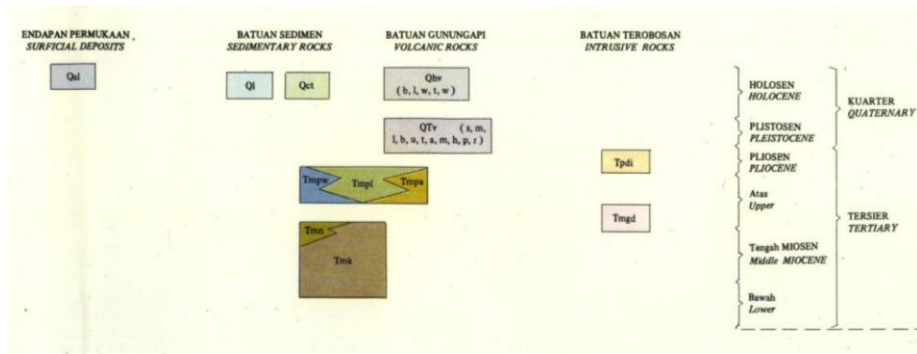 ENDAPAN PERMUKAAN
SURFICIAL DEPOSITS
BATUAN SEDIMEN
SEDIMENTARY ROCKS
BATUAN GUNUNGAPI
VOLCANIC ROCKS
BATUAN TEROBOSAN
INTRUSIVE ROCKS
Qal
Ql
Qct
Qhv
( b, l, w, t, w )
QTv ( s, m,
l, b, u, t, a, m, h, p, r )
Tmpw
Tmpl
Tmpa
Tmn
Tmk
Tpdi
Tmgd
HOLOSEN
HOLOCENE
PLISTOSEN
PLEISTOCENE
PLIOSEN
PLIOCENE
Atas
Upper
Tengah MIOSEN
Middle MIOCENE
Bawah
Lower
KUARTER
QUATERNARY
TERSIER
TERTIARY